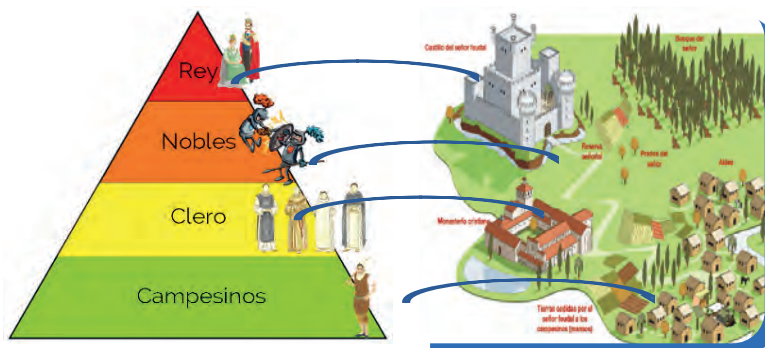 Rey
Nobles
Clero
Campesinos
Castillo del señor feudal
Bosque del
señor
Reserva
señorial
Prados del
señor
Aldea
Monasterio cristiano
Tierras cedidas por el
señor feudal a los
campesinos (mansos)